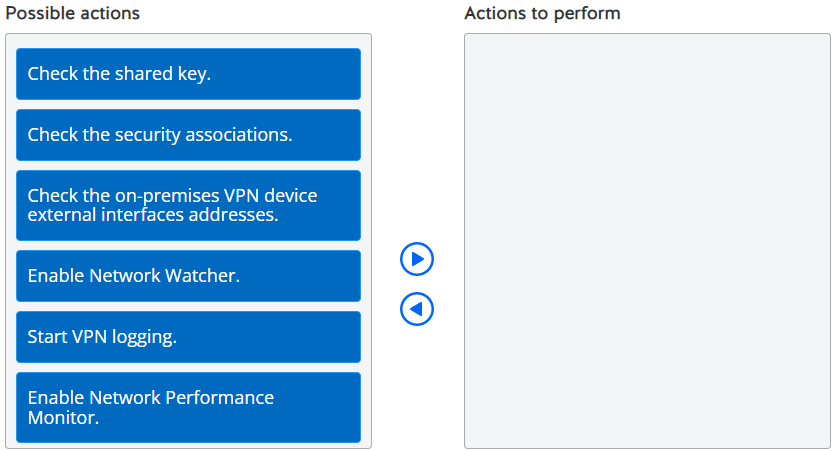 Possible actions
Actions to perform
Check the shared key.
Check the security associations.
Check the on-premises VPN device
external interfaces addresses.
Enable Network Watcher.
Start VPN logging.
Enable Network Performance
Monitor.